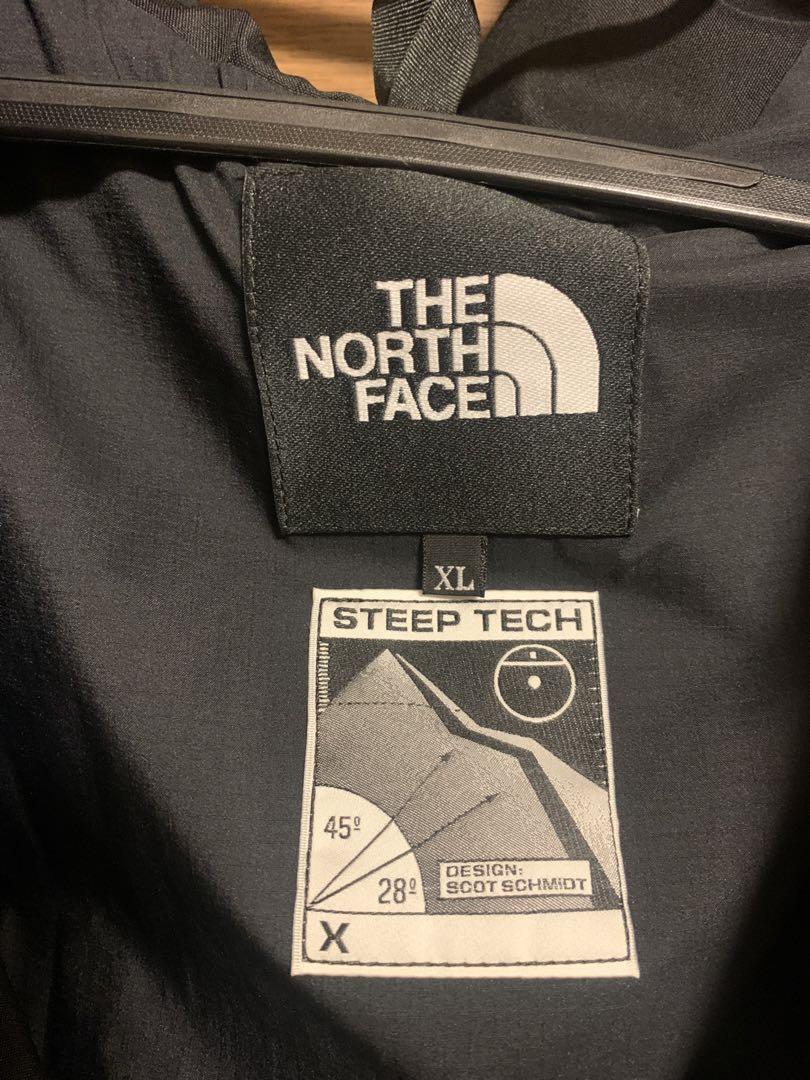 THE
NORTH
FACE
XL
STEEP TECH
45º
28º
DESIGN:
SCOT SCHMIDT
X